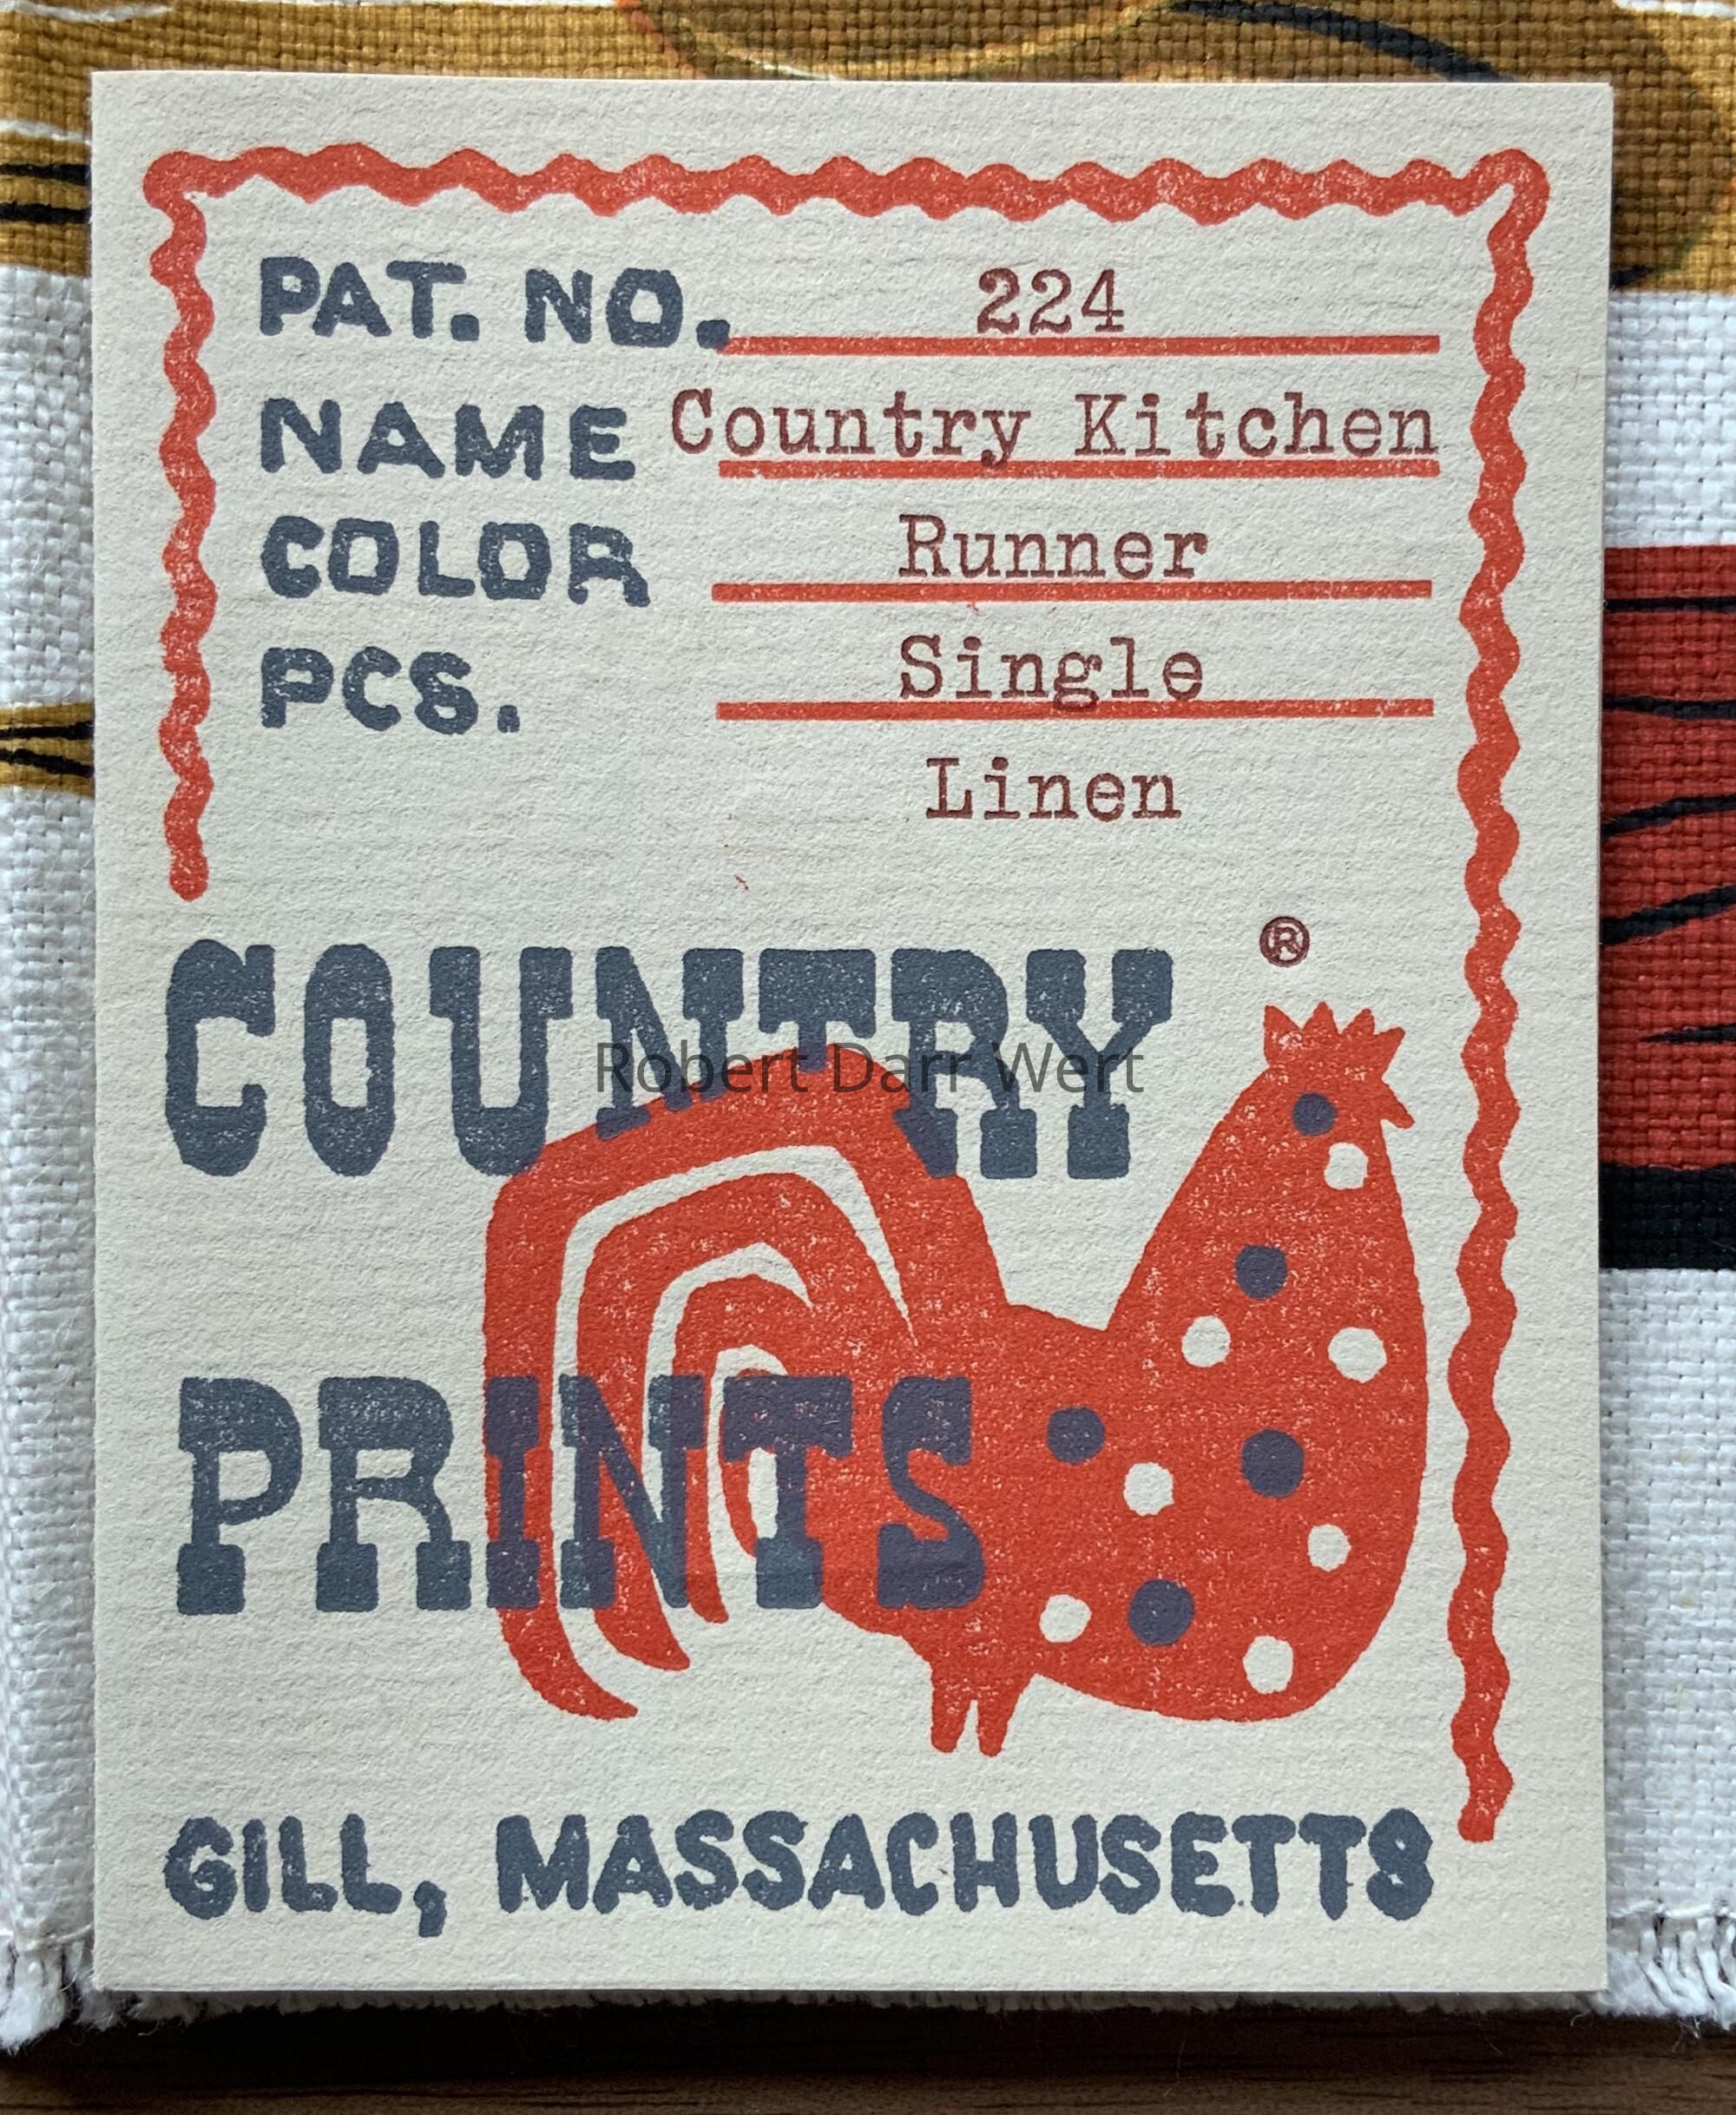 PAT. NO. 224
NAME Country Kitchen
COLOR Runner
PCS. Single
Linen
®
COUNTRY
Robert Darr Wert
PRINTS
GILL, MASSACHUSETTS